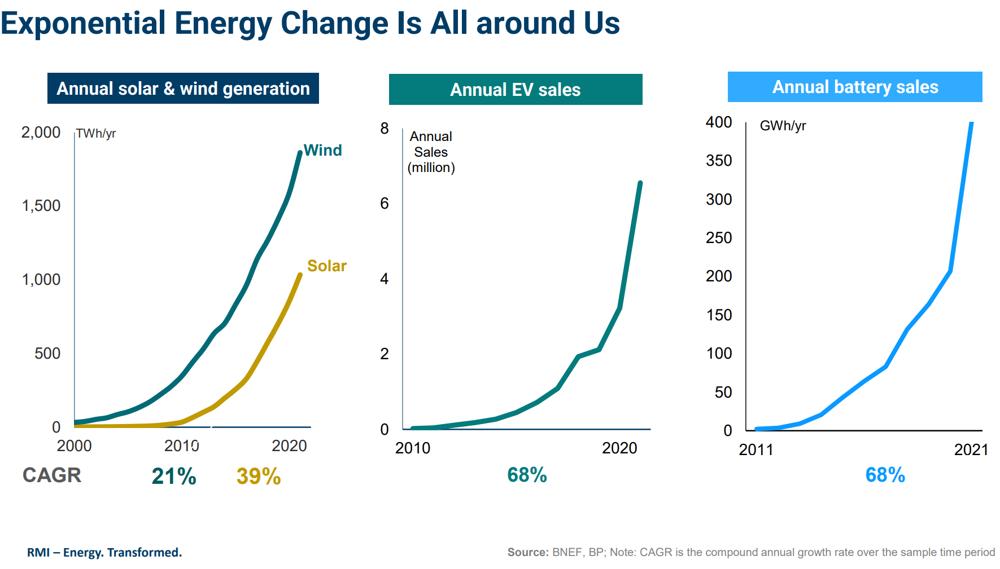 Exponential Energy Change Is All around Us
Annual solar & wind generation
2,000
TWh/yr
1,500
1,000
500
0
2000
2010
2020
Wind
Solar
CAGR
21%
39%
Annual EV sales
8
Annual
Sales
(million)
6
4
2
0
2010
2020
68%
Annual battery sales
400
GWh/yr
350
300
250
200
150
100
50
0
2011
2021
68%
RMI – Energy. Transformed.
Source: BNEF, BP; Note: CAGR is the compound annual growth rate over the sample time period